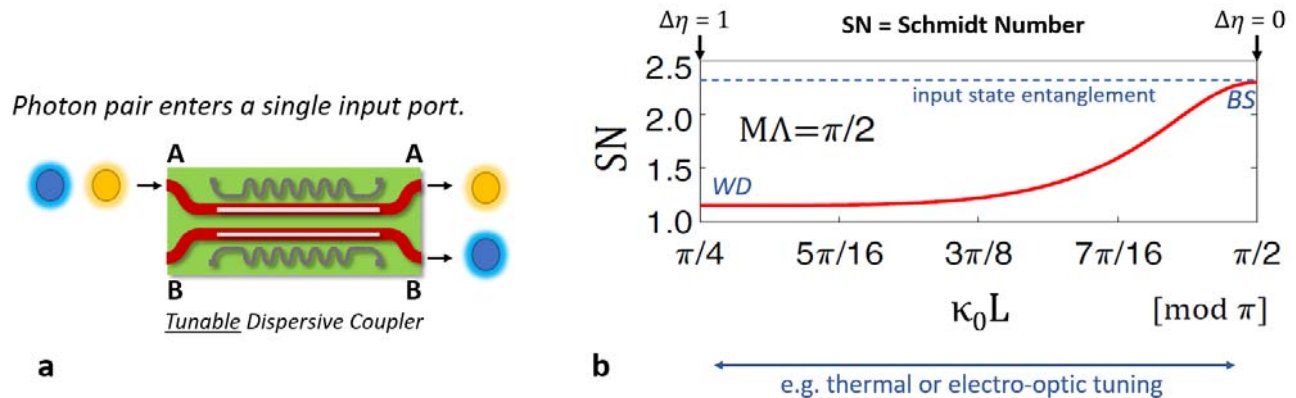 Photon pair enters a single input port.
A
A
B
B
Tunable Dispersive Coupler
a
Δη = 1
SN = Schmidt Number
Δη = 0
2.5
2.0
1.5
1.0
SN
input state entanglement
BS
MΛ=π/2
WD
π/4
5π/16
3π/8
7π/16
π/2
κ₀L
[mod π]
b
e.g. thermal or electro-optic tuning